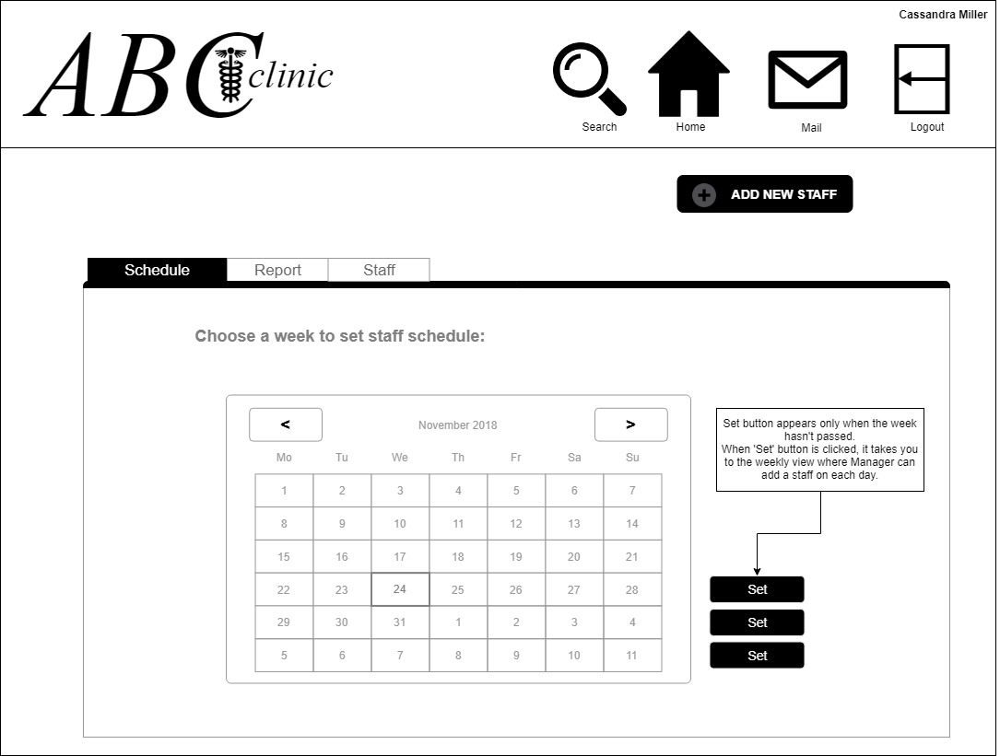 Cassandra Miller
ABC clinic
Search Home Mail Logout
ADD NEW STAFF
Schedule Report Staff
Choose a week to set staff schedule:
< November 2018 >
Mo Tu We Th Fr Sa Su
1 2 3 4 5 6 7
8 9 10 11 12 13 14
15 16 17 18 19 20 21
22 23 24 25 26 27 28
29 30 31 1 2 3 4
5 6 7 8 9 10 11
Set button appears only when the week
hasn't passed.
When 'Set' button is clicked, it takes you
to the weekly view where Manager can
add a staff on each day.
Set
Set
Set